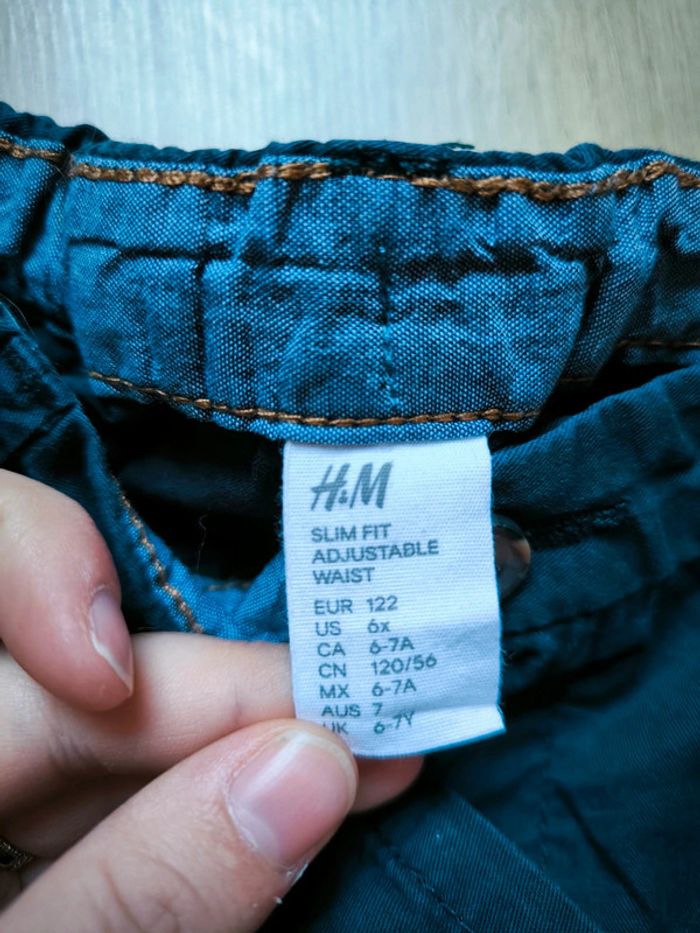 H&M
SLIM FIT
ADJUSTABLE
WAIST
EUR 122
US 6x
CA 6-7A
CN 120/56
MX 6-7A
AUS 7
UK 6-7Y